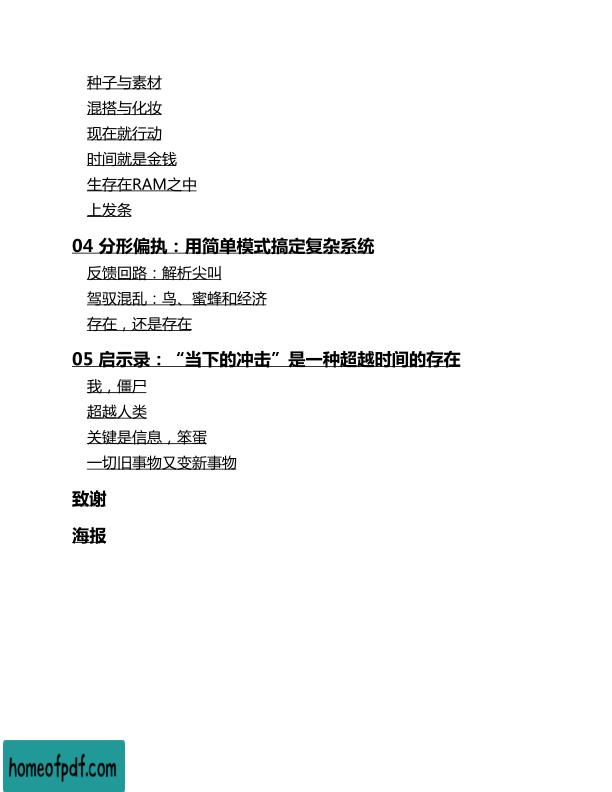 种子与素材
混搭与化妆
现在就行动
时间就是金钱
生存在RAM之中
上发条
04 分形偏执：用简单模式搞定复杂系统
反馈回路：解析尖叫
驾驭混乱：鸟、蜜蜂和经济
存在，还是存在
05 启示录：“当下的冲击”是一种超越时间的存在
我，僵尸
超越人类
关键是信息，笨蛋
一切旧事物又变新事物
致谢
海报
homeofpdf.com